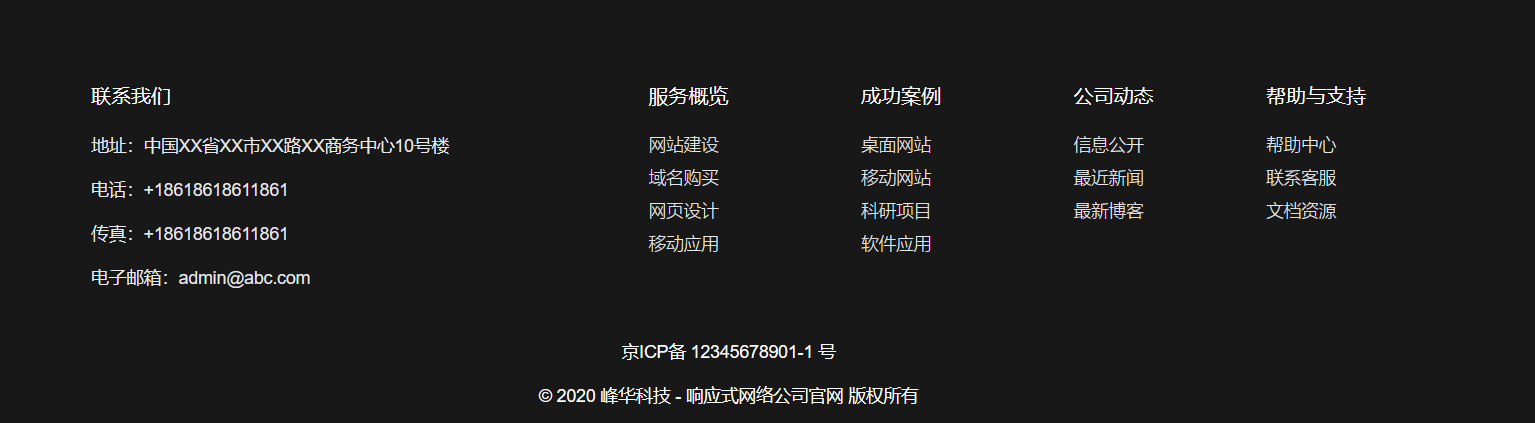 联系我们
地址：中国XX省XX市XX路XX商务中心10号楼
电话：+18618618611861
传真：+18618618611861
电子邮箱：admin@abc.com
服务概览
网站建设
域名购买
网页设计
移动应用
成功案例
桌面网站
移动网站
科研项目
软件应用
公司动态
信息公开
最近新闻
最新博客
帮助与支持
帮助中心
联系客服
文档资源
京ICP备 12345678901-1 号
© 2020 峰华科技 - 响应式网络公司官网 版权所有